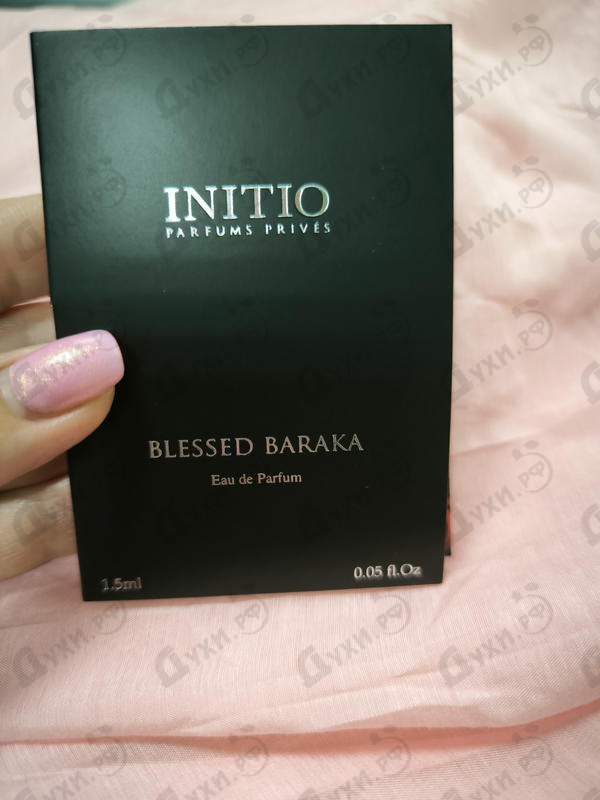 INITIO
PARFUMS PRIVÉS
BLESSED BARAKA
Eau de Parfum
1.5ml
0.05 fl.Oz
Духи.РФ